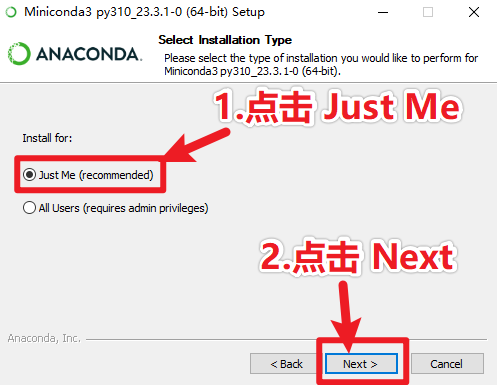 Miniconda3 py310_23.3.1-0 (64-bit) Setup
ANACONDA.
Select Installation Type
Please select the type of installation you would like to perform for
Miniconda3 py310_23.3.1-0 (64-bit).
1.点击 Just Me
Install for:
Just Me (recommended)
All Users (requires admin privileges)
2.点击 Next
Anaconda, Inc.
< Back
Next >
Cancel